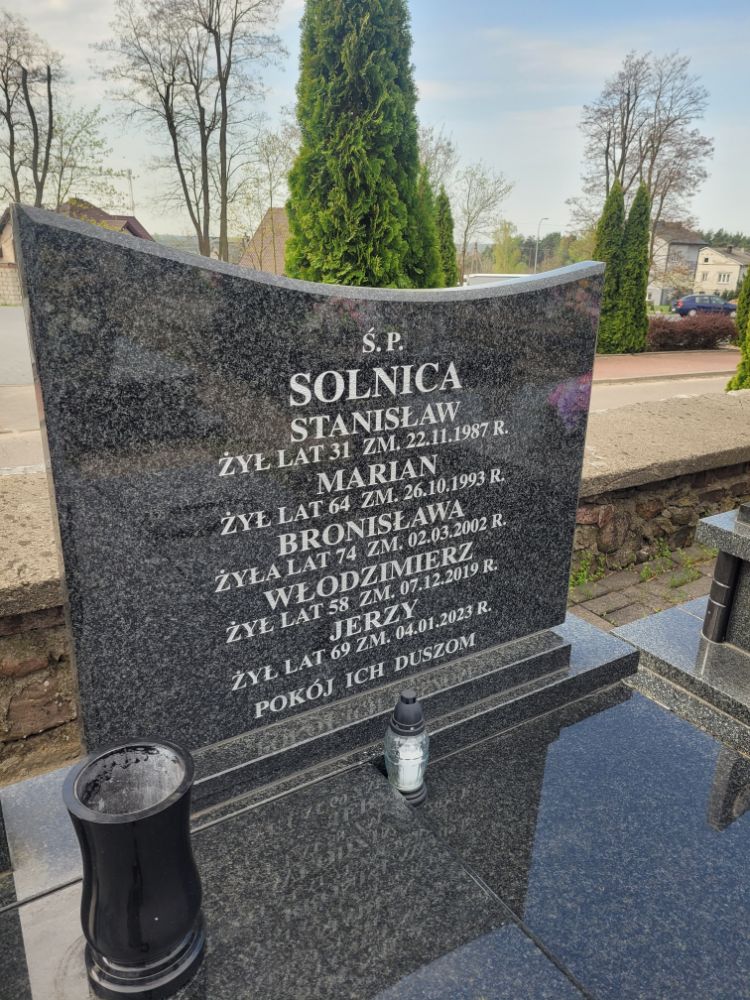 Ś. P.
SOLNICA
STANISŁAW
ŻYŁ LAT 31 ZM. 22.11.1987 R.
MARIAN
ŻYŁ LAT 64 ZM. 26.10.1993 R.
BRONISŁAWA
ŻYŁA LAT 74 ZM. 02.03.2002 R.
WŁODZIMIERZ
ŻYŁ LAT 58 ZM. 07.12.2019 R.
JERZY
ŻYŁ LAT 69 ZM. 04.01.2023 R.
POKÓJ ICH DUSZOM